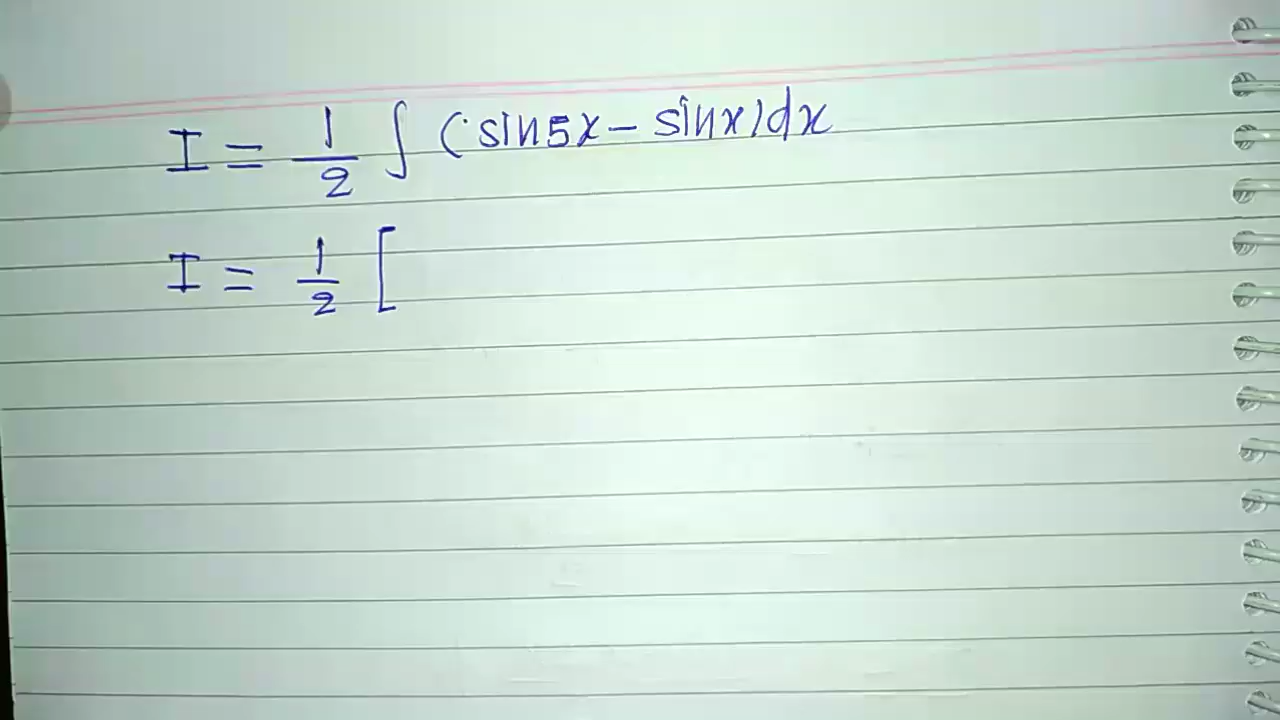 I = 1/2 ∫ (sin5x - sinx)dx
I = 1/2 [